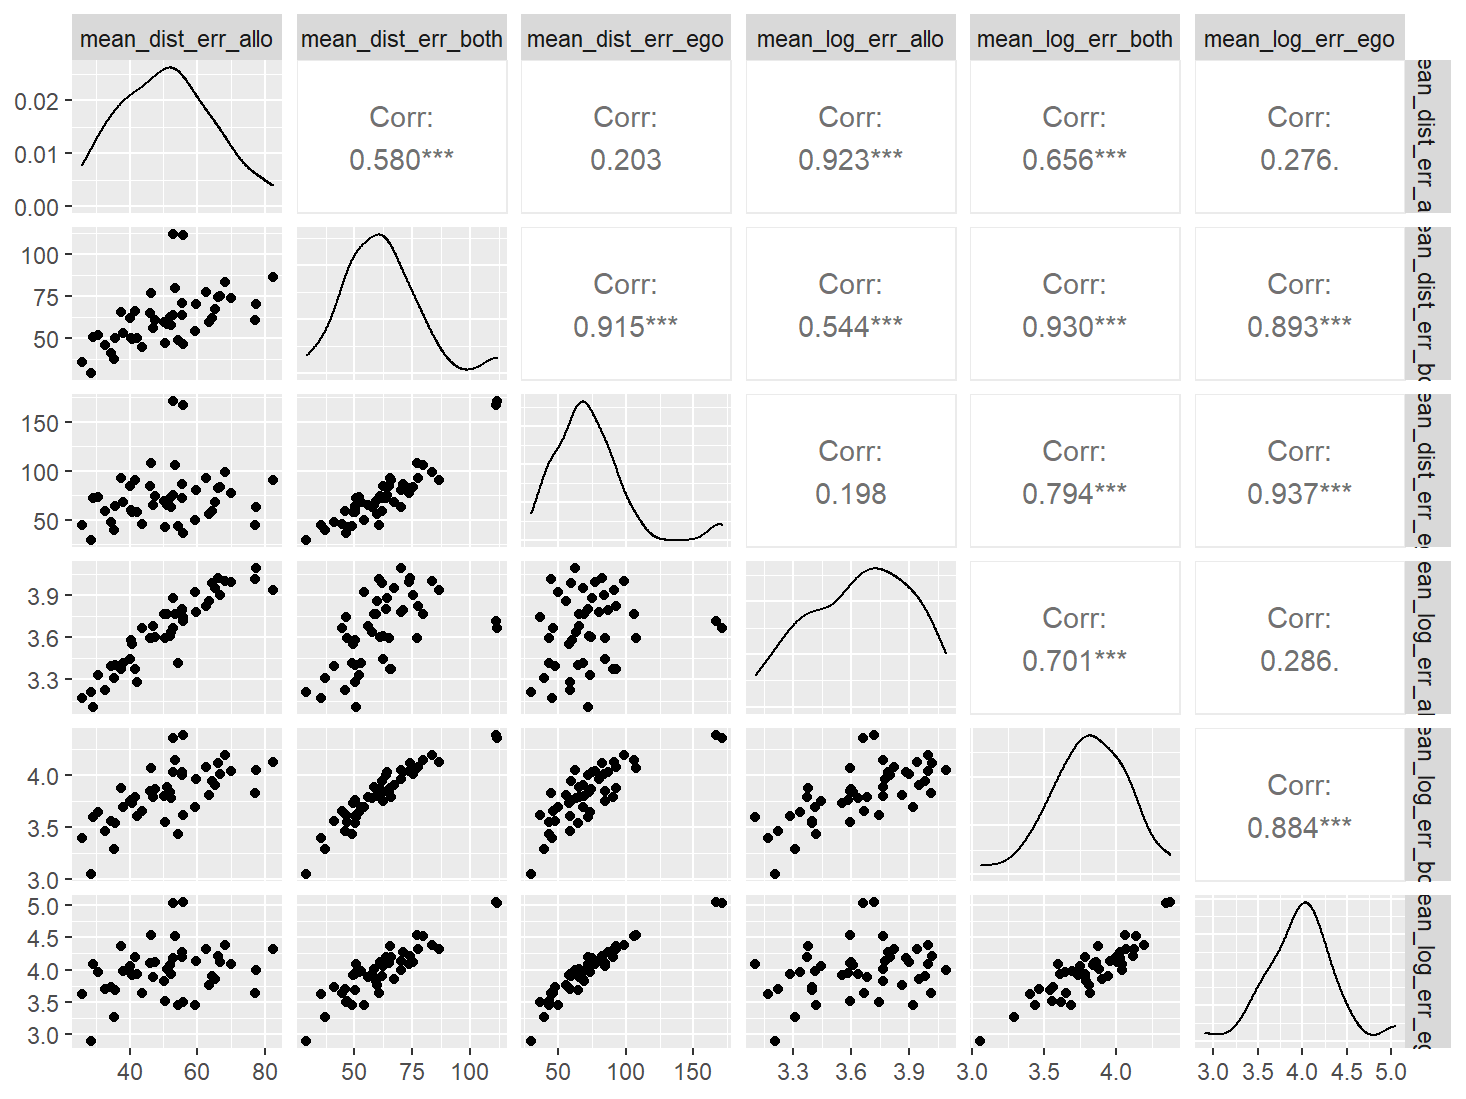 mean_dist_err_allo mean_dist_err_both mean_dist_err_ego mean_log_err_allo mean_log_err_both mean_log_err_ego
0.02
0.01
0.00
Corr:
0.580***
Corr:
0.203
Corr:
0.923***
Corr:
0.656***
Corr:
0.276.
ean_dist_err_a
100
75
50
Corr:
0.915***
Corr:
0.544***
Corr:
0.930***
Corr:
0.893***
ean_dist_err_bo
150
100
50
Corr:
0.198
Corr:
0.794***
Corr:
0.937***
ean_dist_err_e
3.9
3.6
3.3
Corr:
0.701***
Corr:
0.286.
ean_log_err_al
4.0
3.5
3.0
Corr:
0.884***
ean_log_err_bo
5.0
4.5
4.0
3.5
3.0
ean_log_err_eg
40 60 80
50 75 100
50 100 150
3.3 3.6 3.9
3.0 3.5 4.0
3.0 3.5 4.0 4.5 5.0